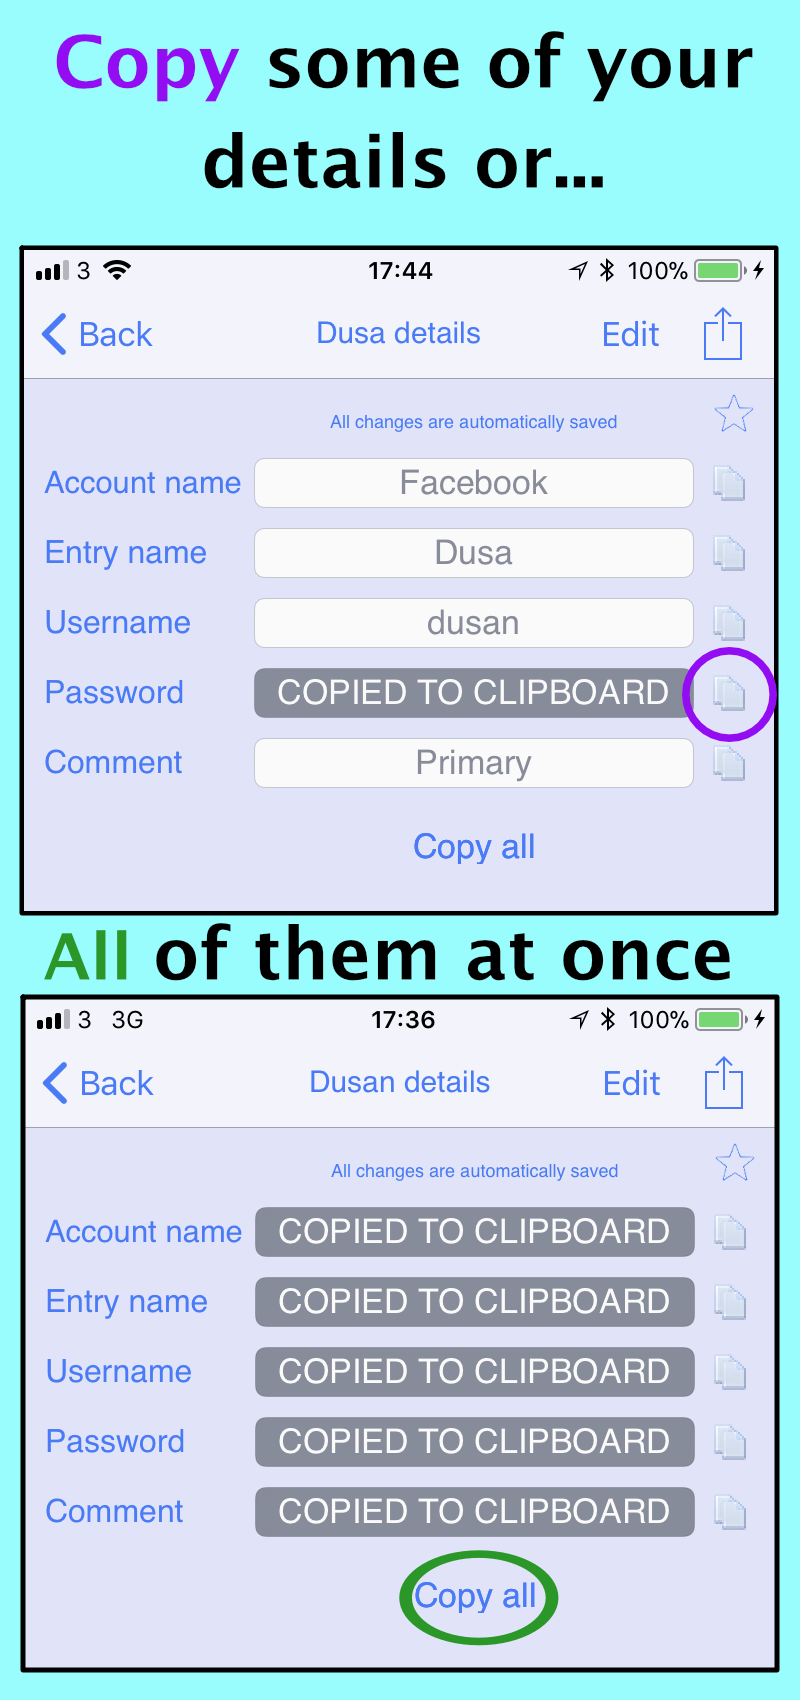 Copy some of your
details or...
3 17:44 100%
Back Dusa details Edit
All changes are automatically saved
Account name Facebook
Entry name Dusa
Username dusan
Password COPIED TO CLIPBOARD
Comment Primary
Copy all
All of them at once
3 3G 17:36 100%
Back Dusan details Edit
All changes are automatically saved
Account name COPIED TO CLIPBOARD
Entry name COPIED TO CLIPBOARD
Username COPIED TO CLIPBOARD
Password COPIED TO CLIPBOARD
Comment COPIED TO CLIPBOARD
Copy all